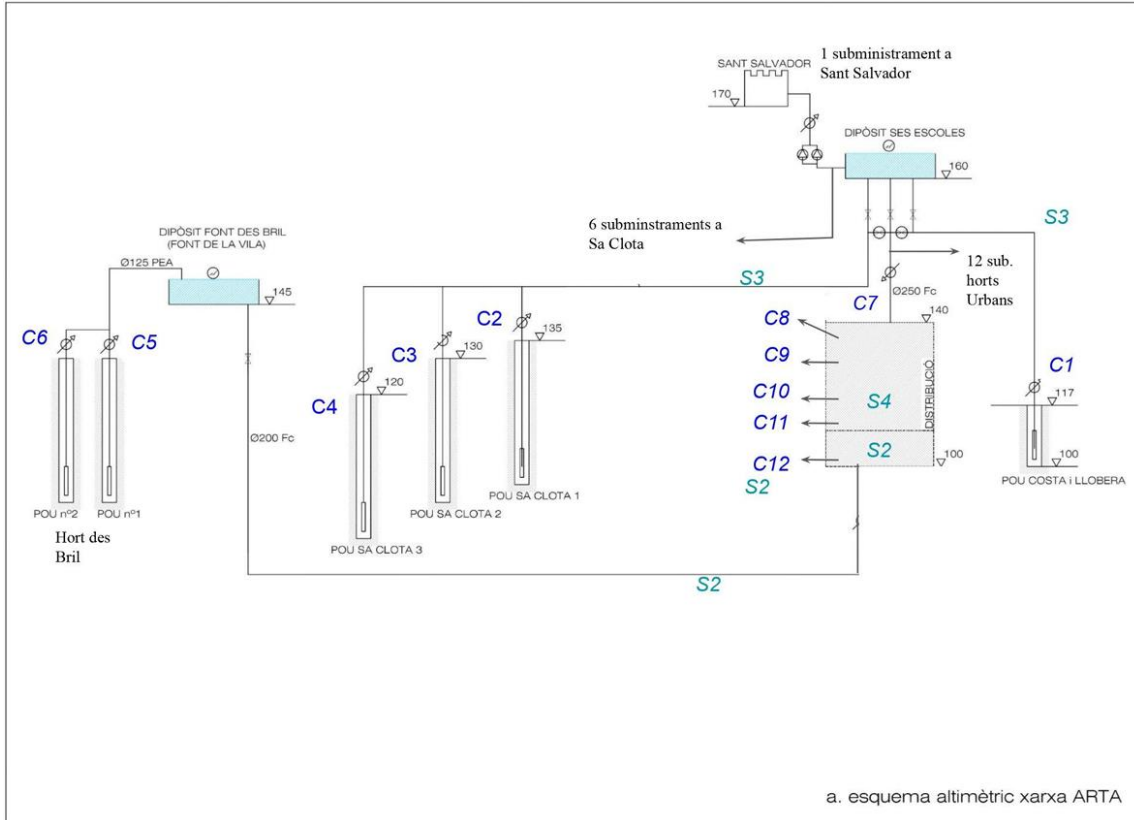 1 subministrament a
Sant Salvador
SANT SALVADOR
170
DIPÒSIT SES ESCOLES
160
6 subminstraments a
Sa Clota
S3
DIPÒSIT FONT DES BRIL
(FONT DE LA VILA)
Ø125 PEA
145
S3
12 sub.
horts
Urbans
C7
Ø250 Fc
140
C6
C5
C4
C3
C2
120
130
135
C8
C9
C10
C11
C12
S4
S2
DISTRIBUCIÓ
100
S2
C1
117
100
POU COSTA i LLOBERA
Ø200 Fc
POU nº2
POU nº1
Hort des
Bril
POU SA CLOTA 3
POU SA CLOTA 2
POU SA CLOTA 1
S2
a. esquema altimètric xarxa ARTA